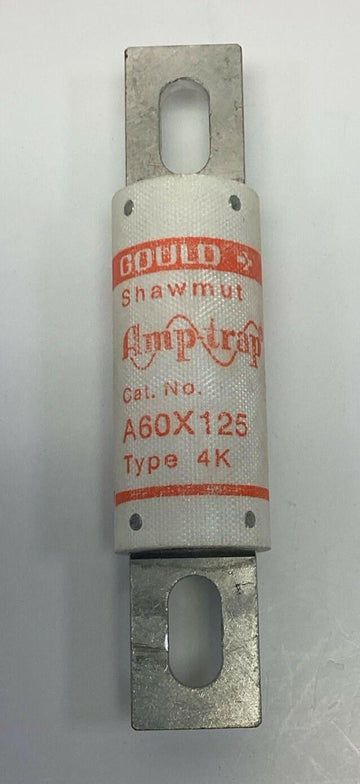 GOULD
Shawmut
Amp-trap®
Cat. No.
A60X125
Type 4K